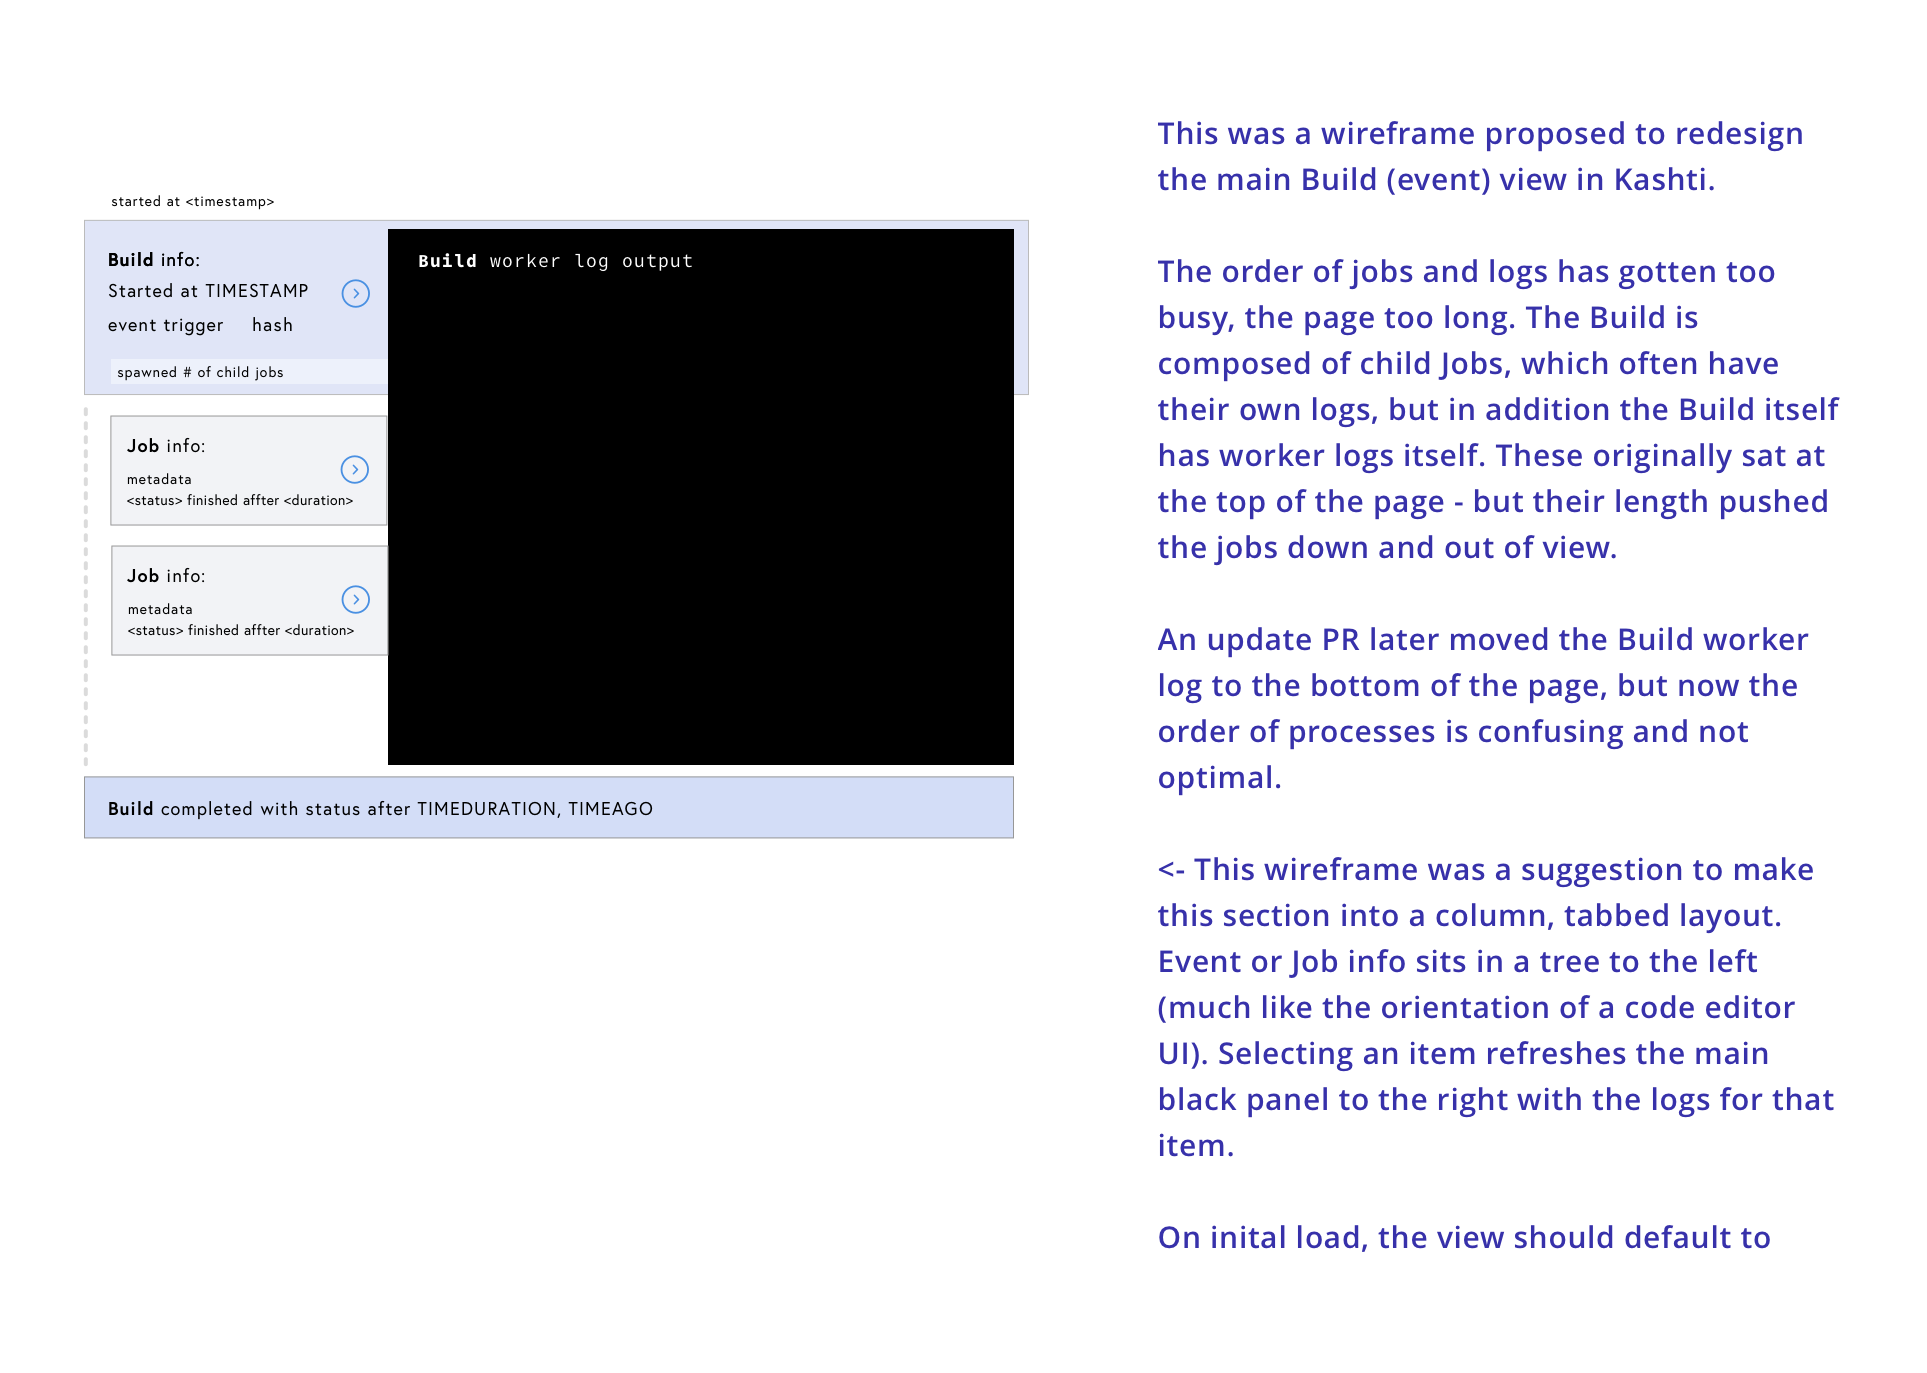 started at <timestamp>
Build info:
Started at TIMESTAMP
event trigger hash
spawned # of child jobs
Build worker log output
Job info:
metadata
<status> finished affter <duration>
Job info:
metadata
<status> finished affter <duration>
Build completed with status after TIMEDURATION, TIMEAGO
This was a wireframe proposed to redesign
the main Build (event) view in Kashti.
The order of jobs and logs has gotten too
busy, the page too long. The Build is
composed of child Jobs, which often have
their own logs, but in addition the Build itself
has worker logs itself. These originally sat at
the top of the page - but their length pushed
the jobs down and out of view.
An update PR later moved the Build worker
log to the bottom of the page, but now the
order of processes is confusing and not
optimal.
<- This wireframe was a suggestion to make
this section into a column, tabbed layout.
Event or Job info sits in a tree to the left
(much like the orientation of a code editor
UI). Selecting an item refreshes the main
black panel to the right with the logs for that
item.
On inital load, the view should default to